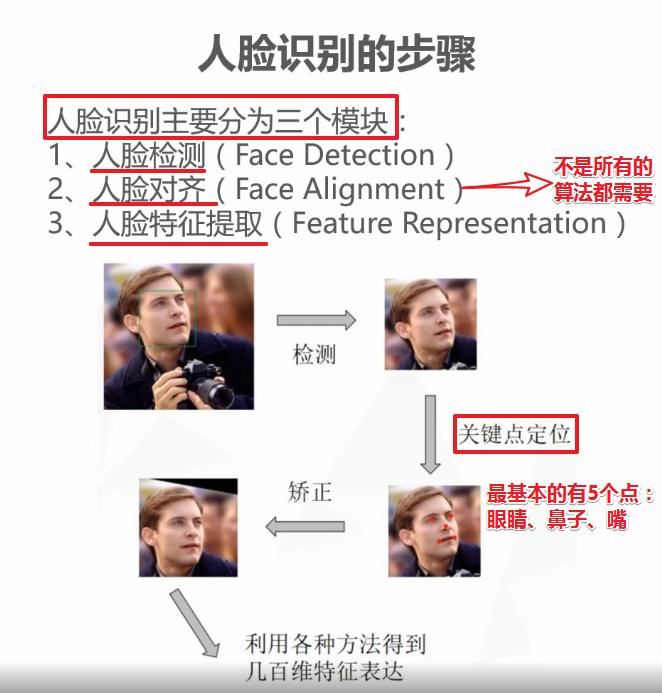 人脸识别的步骤
人脸识别主要分为三个模块：
1、人脸检测（Face Detection）
2、人脸对齐（Face Alignment）
不是所有的
算法都需要
3、人脸特征提取（Feature Representation）
检测
关键点定位
最基本的有5个点：
眼睛、鼻子、嘴
矫正
利用各种方法得到
几百维特征表达